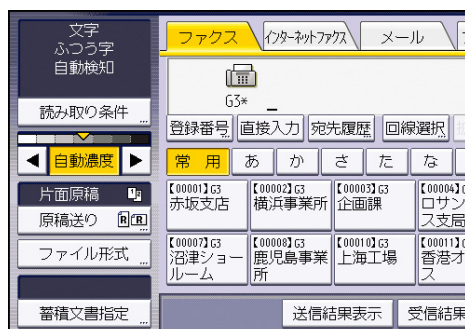 文字
ふつう字
自動検知
読み取り条件
自動濃度
片面原稿
原稿送り
ファイル形式
蓄積文書指定
ファクス
インターネットファクス
メール
G3*
登録番号
直接入力
宛先履歴
回線選択
常用
あ
か
さ
た
な
【00001】G3
赤坂支店
【00002】G3
横浜事業所
【00003】G3
企画課
【00004】G
ロサン
ス支局
【00007】G3
沼津ショー
ルーム
【00008】G3
鹿児島事業
所
【00010】G3
上海工場
【00011】G
香港オ
ス
送信結果表示
受信結果